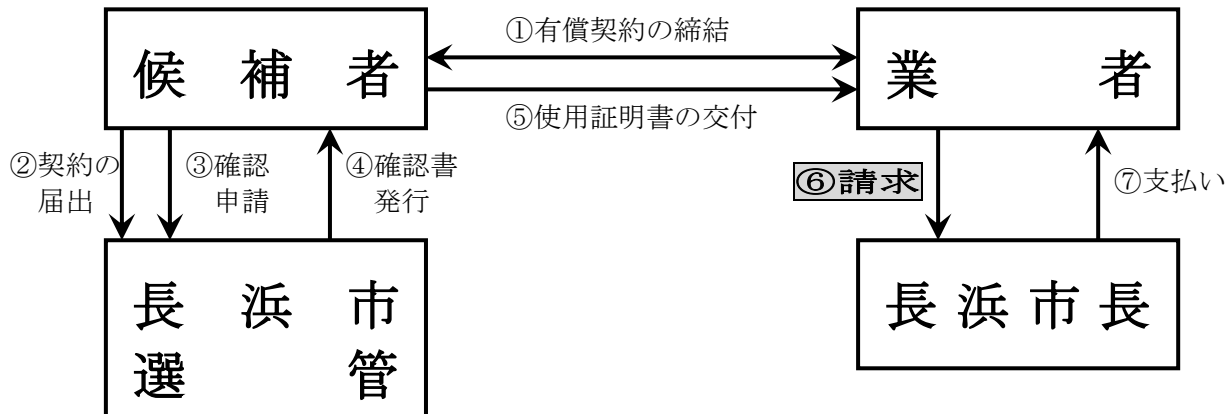 ①有償契約の締結
候補者
業者
⑤使用証明書の交付
②契約の
届出
③確認
申請
④確認書
発行
⑥請求
⑦支払い
長浜市
選管
長浜市長